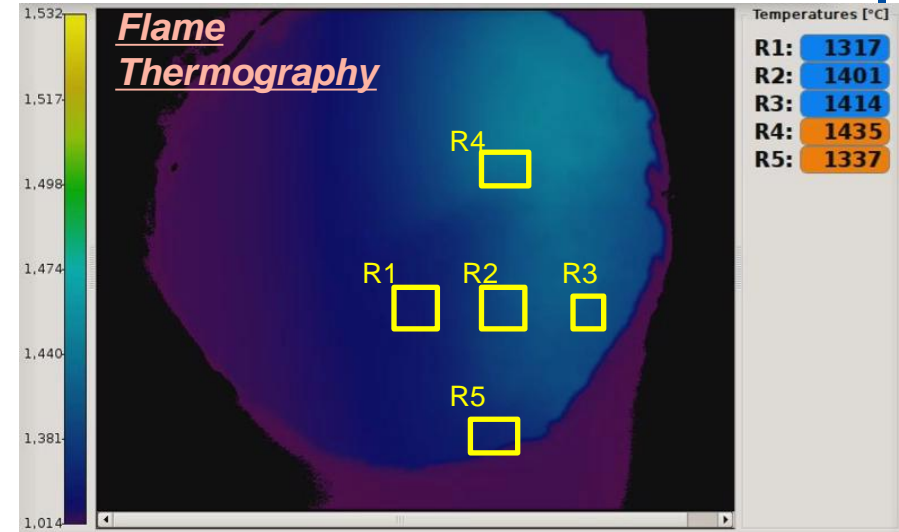 1,532
1,517
1,498
1,474
1,440
1,381
1,014
Flame
Thermography
R4
R1 R2 R3
R5
Temperatures [°C]
R1: 1317
R2: 1401
R3: 1414
R4: 1435
R5: 1337